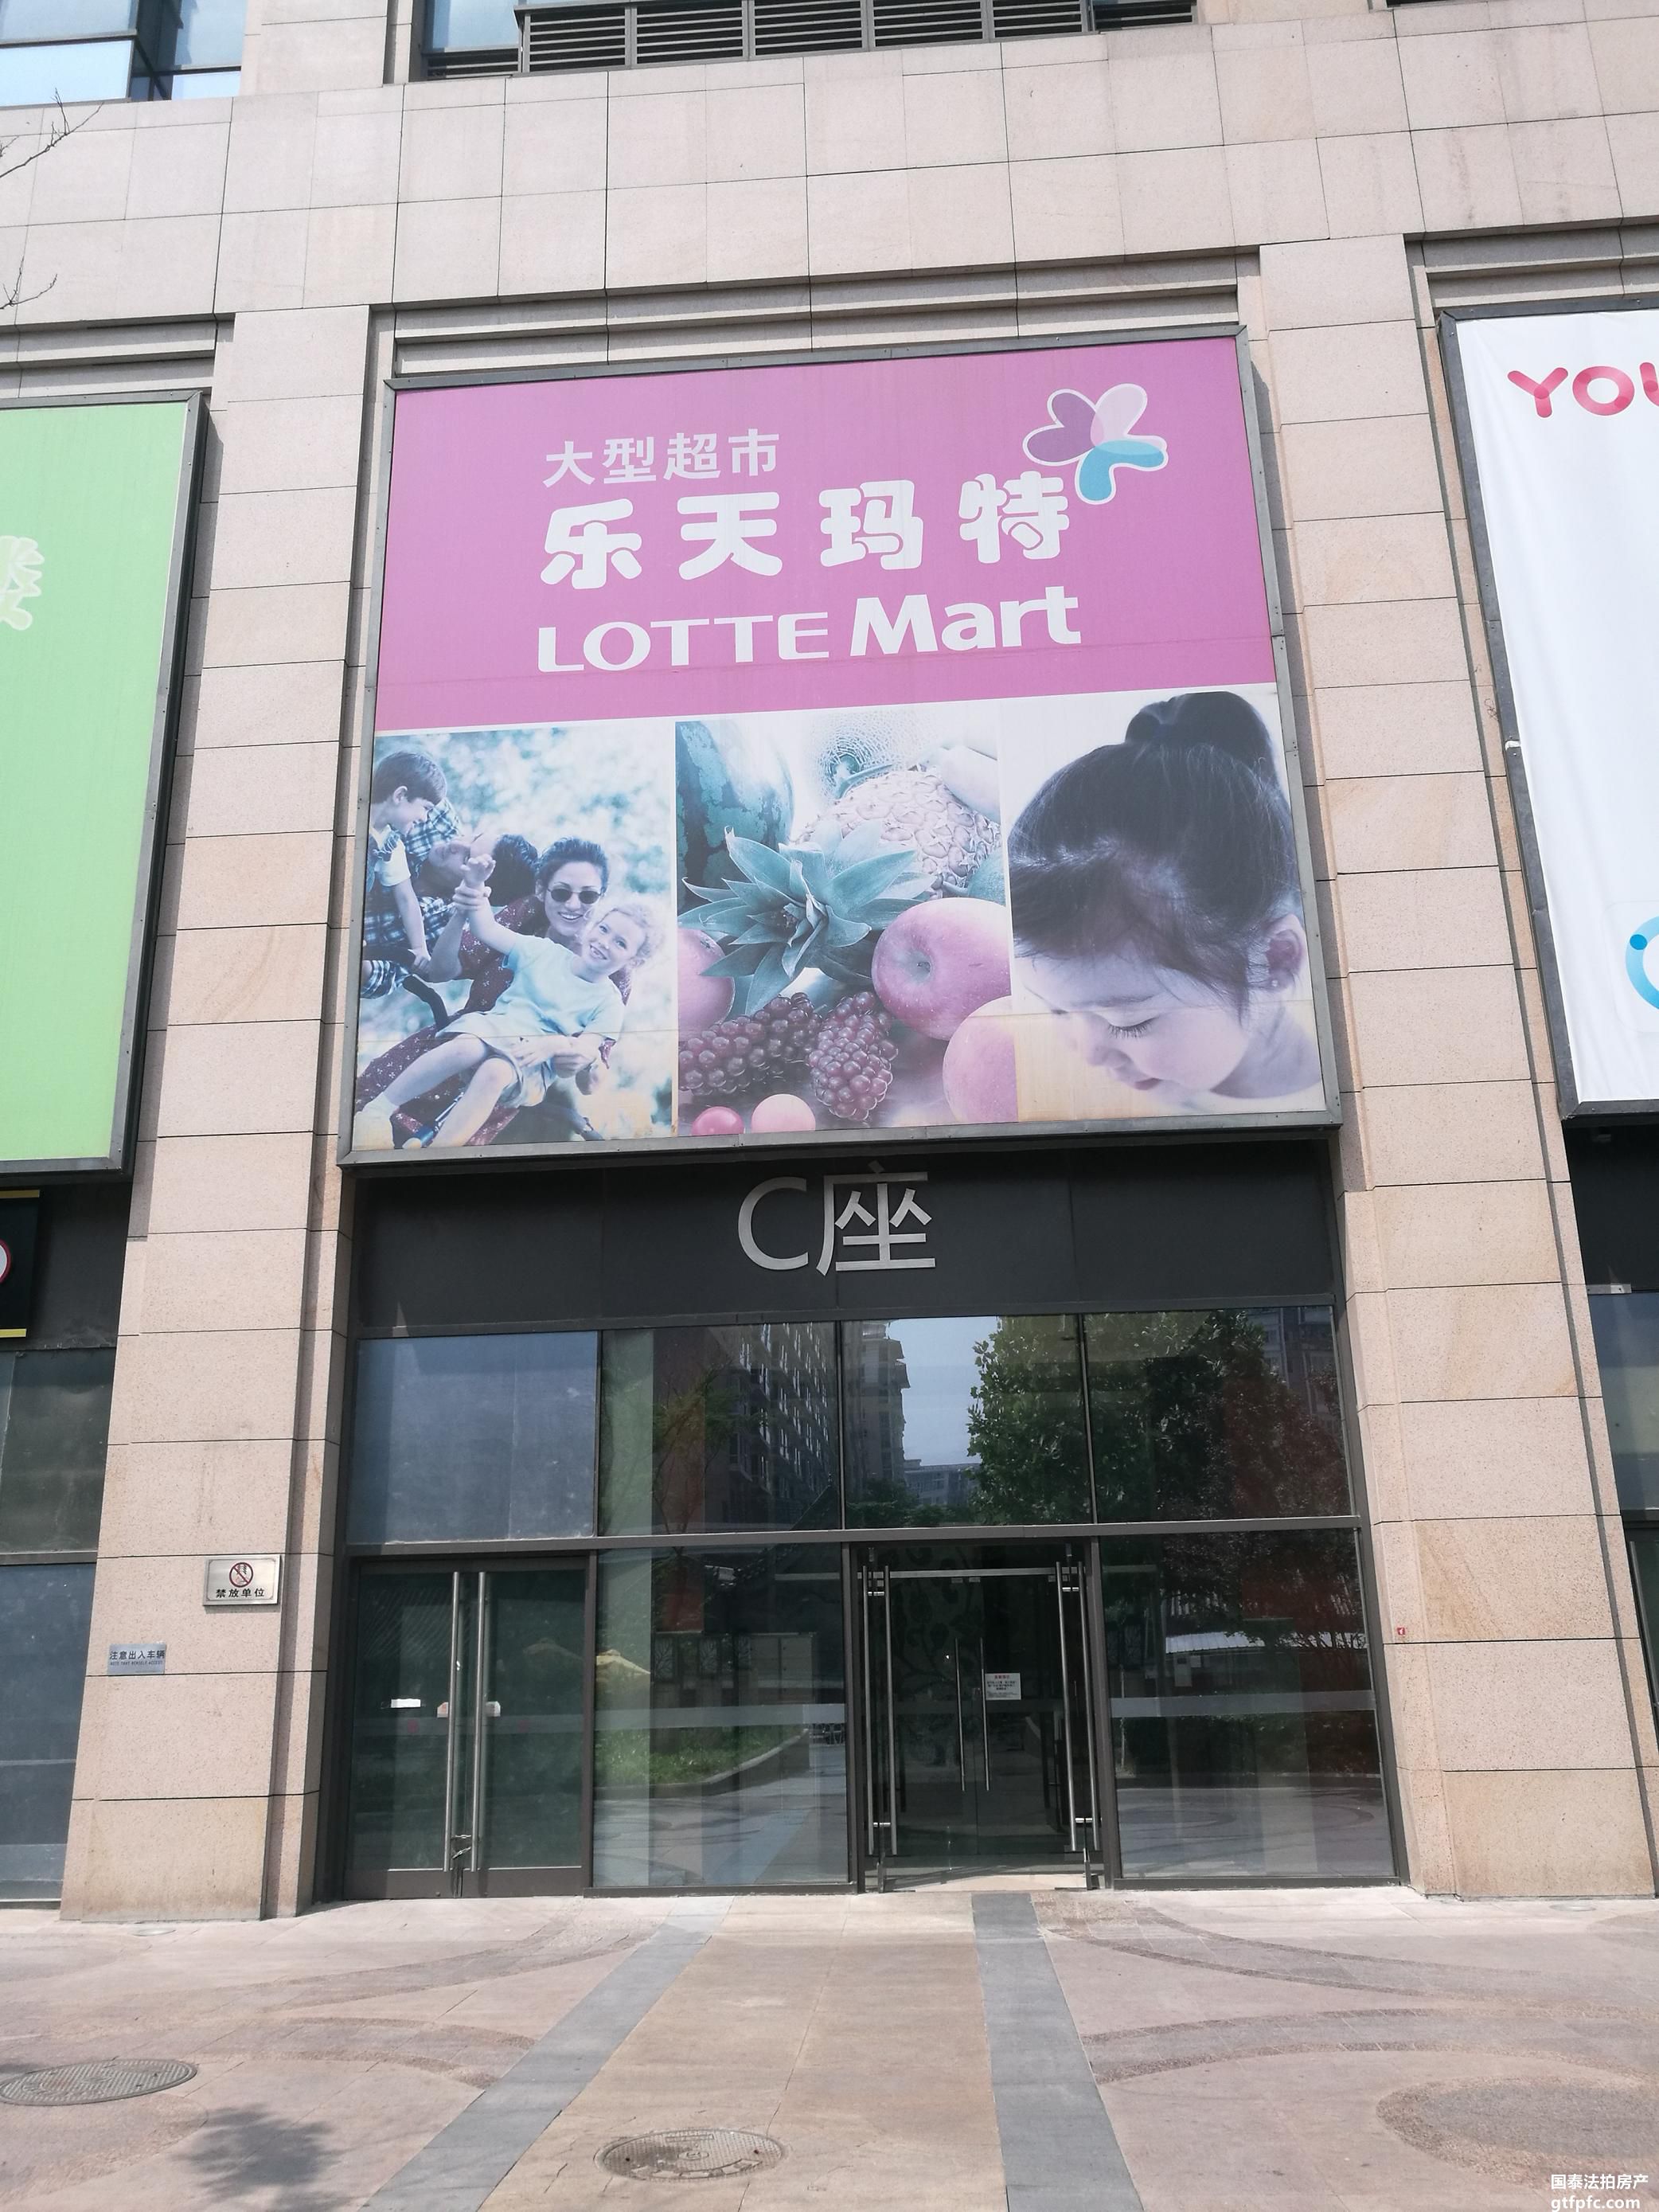 大型超市
乐天玛特
LOTTE Mart
YOU
C座
禁放单位
注意出入车辆
国泰法拍房产
gtfpfc.com